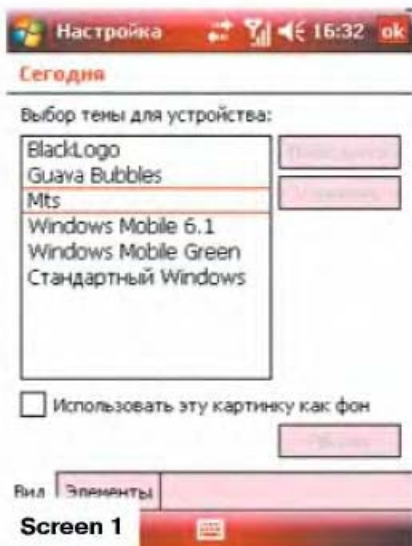 Настройка 16:32 ok
Сегодня
Выбор темы для устройства:
BlackLogo
Guava Bubbles
Mts
Windows Mobile 6.1
Windows Mobile Green
Стандартный Windows
Использовать эту картинку как фон
Вид Элементы
Screen 1